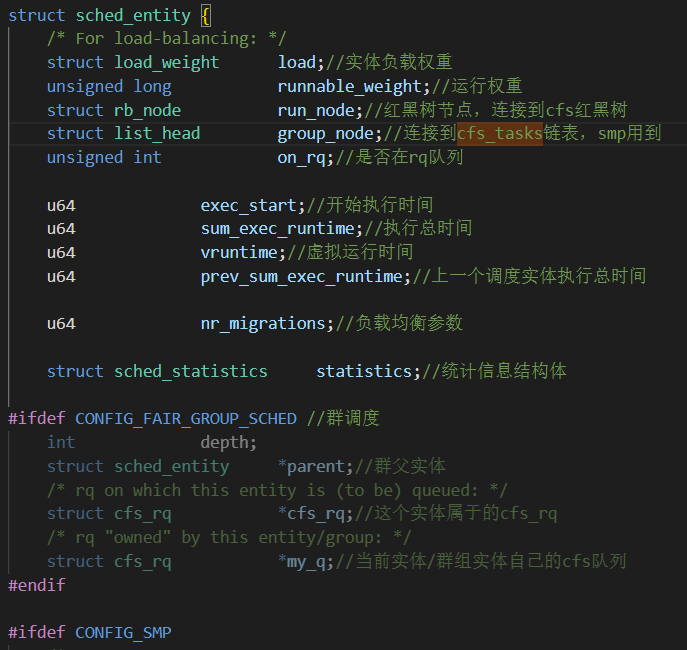 struct sched_entity {
/* For load-balancing: */
struct load_weight load;//实体负载权重
unsigned long runnable_weight;//运行权重
struct rb_node run_node;//红黑树节点，连接到cfs红黑树
struct list_head group_node;//连接到cfs_tasks链表，smp用到
unsigned int on_rq;//是否在rq队列
u64 exec_start;//开始执行时间
u64 sum_exec_runtime;//执行总时间
u64 vruntime;//虚拟运行时间
u64 prev_sum_exec_runtime;//上一个调度实体执行总时间
u64 nr_migrations;//负载均衡参数
struct sched_statistics statistics;//统计信息结构体
#ifdef CONFIG_FAIR_GROUP_SCHED //群调度
int depth;
struct sched_entity *parent;//群父实体
/* rq on which this entity is (to be) queued: */
struct cfs_rq *cfs_rq;//这个实体属于的cfs_rq
/* rq "owned" by this entity/group: */
struct cfs_rq *my_q;//当前实体/群组实体自己的cfs队列
#endif
#ifdef CONFIG_SMP